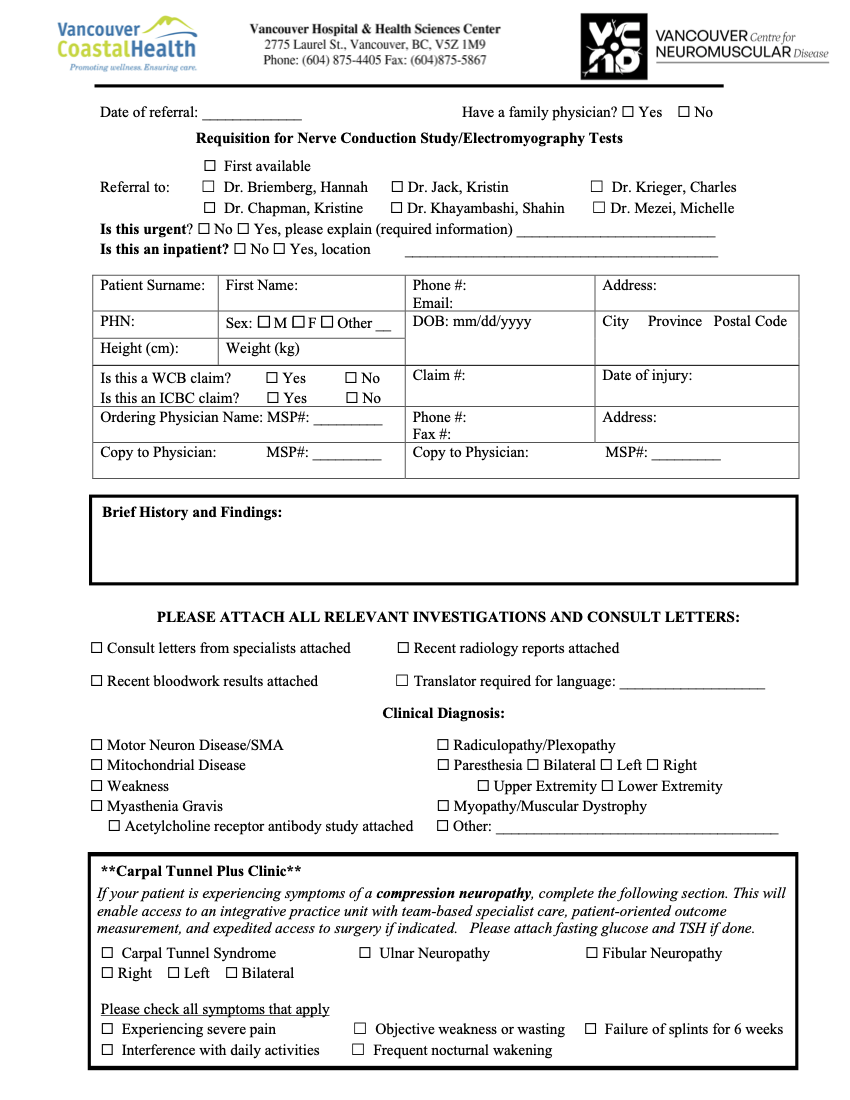 Vancouver
CoastalHealth
Promoting wellness. Ensuring care.
Vancouver Hospital & Health Sciences Center
2775 Laurel St., Vancouver, BC, V5Z 1M9
Phone: (604) 875-4405 Fax: (604)875-5867
VCND
VANCOUVER Centre for
NEUROMUSCULAR Disease
Date of referral: _____________ Have a family physician? ☐ Yes ☐ No
Requisition for Nerve Conduction Study/Electromyography Tests
☐ First available
Referral to: ☐ Dr. Briemberg, Hannah ☐ Dr. Jack, Kristin ☐ Dr. Krieger, Charles
☐ Dr. Chapman, Kristine ☐ Dr. Khayambashi, Shahin ☐ Dr. Mezei, Michelle
Is this urgent? ☐ No ☐ Yes, please explain (required information) __________________________
Is this an inpatient? ☐ No ☐ Yes, location _________________________________________
Patient Surname: First Name: Phone #: Address:
Email:
PHN: Sex: ☐ M ☐ F ☐ Other __ DOB: mm/dd/yyyy City Province Postal Code
Height (cm): Weight (kg)
Is this a WCB claim? ☐ Yes ☐ No Claim #: Date of injury:
Is this an ICBC claim? ☐ Yes ☐ No
Ordering Physician Name: MSP#: _________ Phone #: Address:
Fax #:
Copy to Physician: MSP#: _________ Copy to Physician: MSP#: _________
Brief History and Findings:
PLEASE ATTACH ALL RELEVANT INVESTIGATIONS AND CONSULT LETTERS:
☐ Consult letters from specialists attached ☐ Recent radiology reports attached
☐ Recent bloodwork results attached ☐ Translator required for language: ___________________
Clinical Diagnosis:
☐ Motor Neuron Disease/SMA ☐ Radiculopathy/Plexopathy
☐ Mitochondrial Disease ☐ Paresthesia ☐ Bilateral ☐ Left ☐ Right
☐ Weakness ☐ Upper Extremity ☐ Lower Extremity
☐ Myasthenia Gravis ☐ Myopathy/Muscular Dystrophy
☐ Acetylcholine receptor antibody study attached ☐ Other: _____________________________________
**Carpal Tunnel Plus Clinic**
If your patient is experiencing symptoms of a compression neuropathy, complete the following section. This will
enable access to an integrative practice unit with team-based specialist care, patient-oriented outcome
measurement, and expedited access to surgery if indicated. Please attach fasting glucose and TSH if done.
☐ Carpal Tunnel Syndrome ☐ Ulnar Neuropathy ☐ Fibular Neuropathy
☐ Right ☐ Left ☐ Bilateral
Please check all symptoms that apply
☐ Experiencing severe pain ☐ Objective weakness or wasting ☐ Failure of splints for 6 weeks
☐ Interference with daily activities ☐ Frequent nocturnal wakening